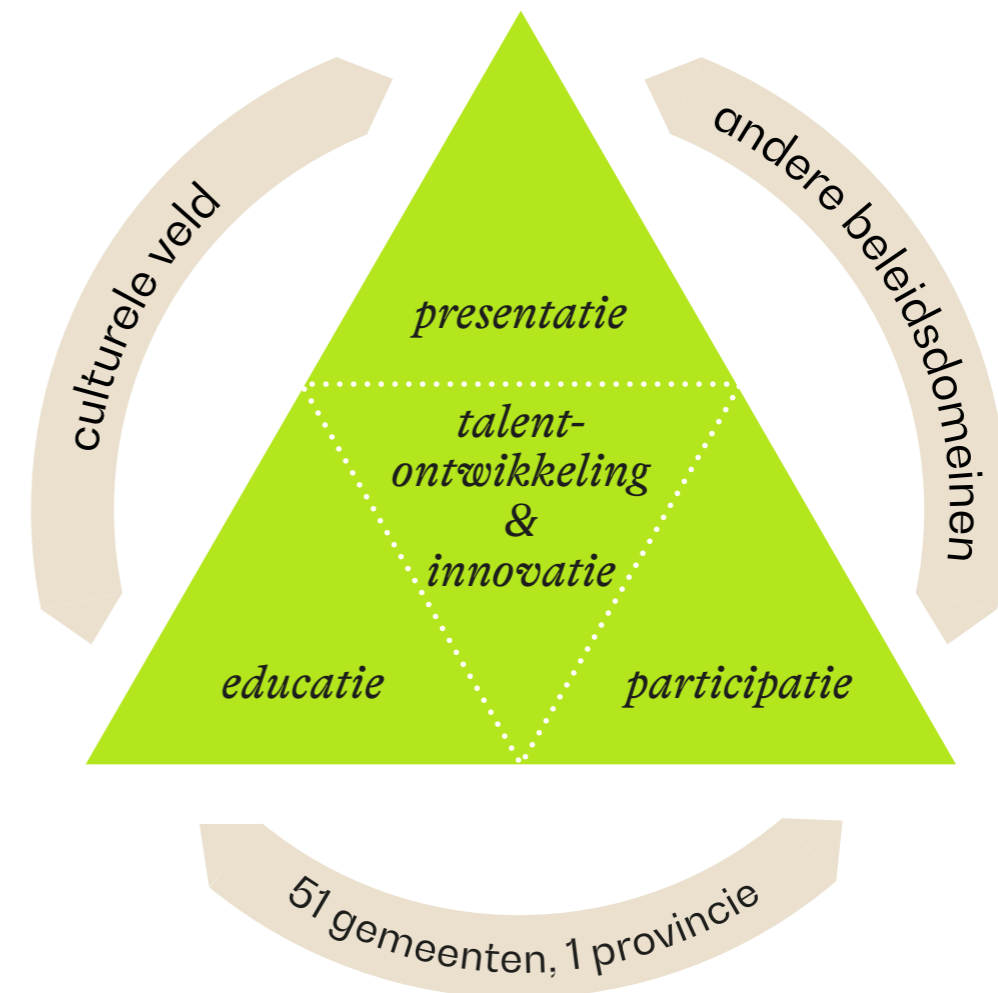 culturele veld
andere beleidsdomeinen
presentatie
talent-
ontwikkeling
&
innovatie
educatie
participatie
51 gemeenten, 1 provincie